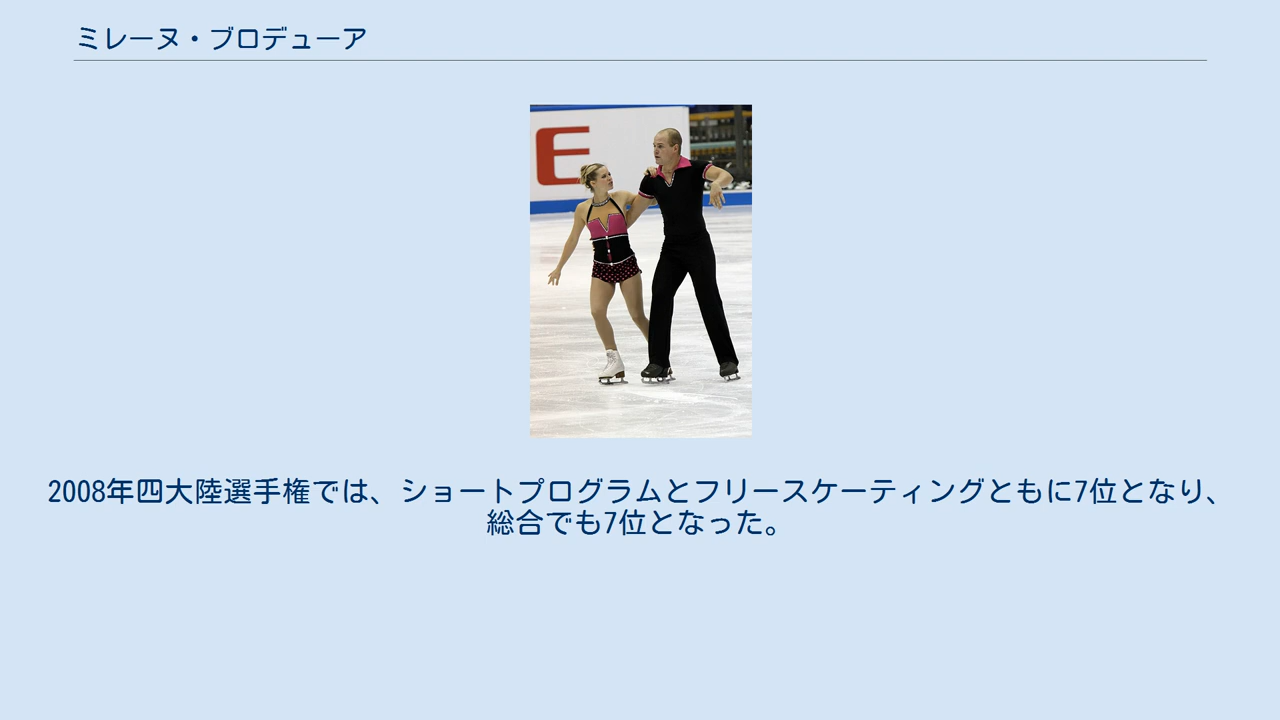 ミレーヌ・ブロデューア
E
2008年四大陸選手権では、ショートプログラムとフリースケーティングともに7位となり、
総合でも7位となった。